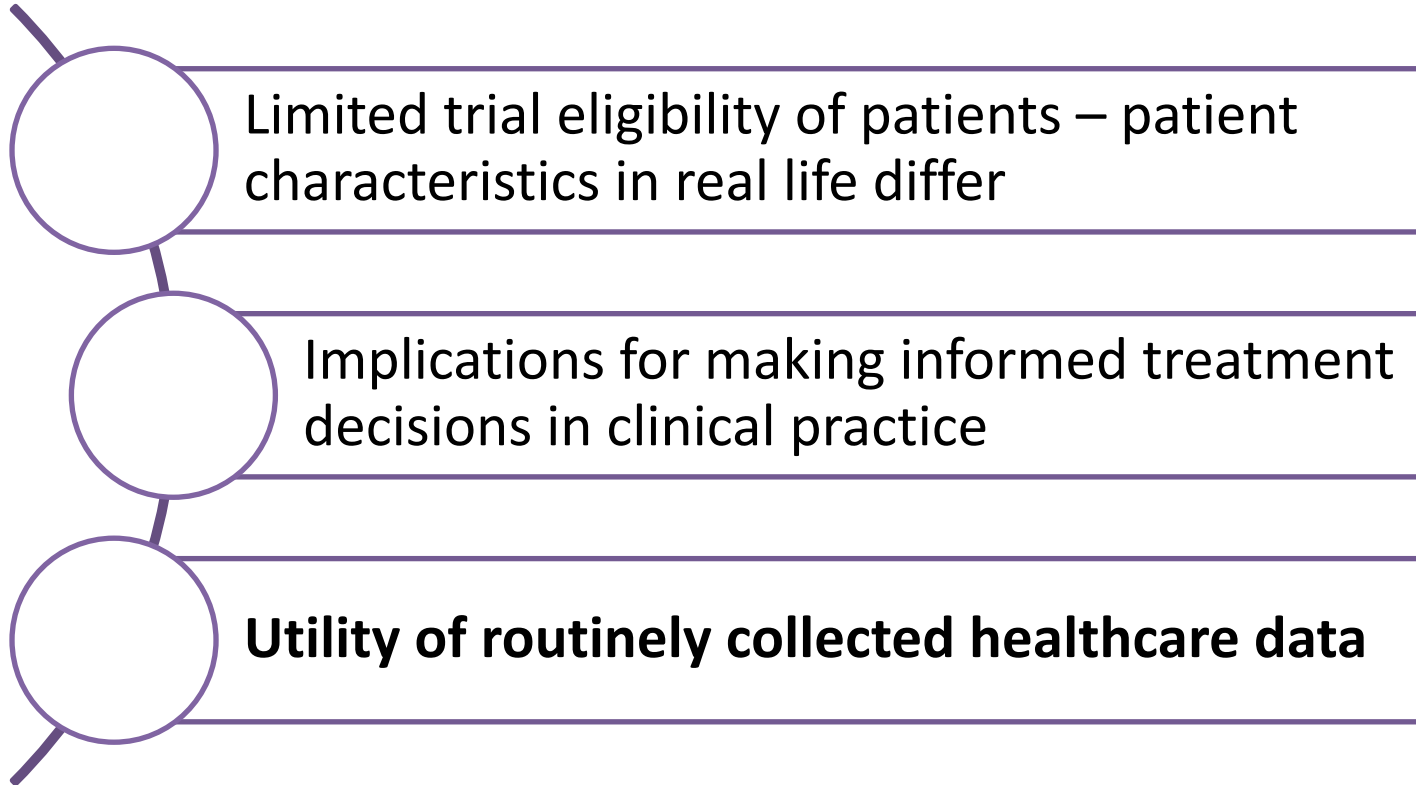 Limited trial eligibility of patients – patient
characteristics in real life differ
Implications for making informed treatment
decisions in clinical practice
Utility of routinely collected healthcare data